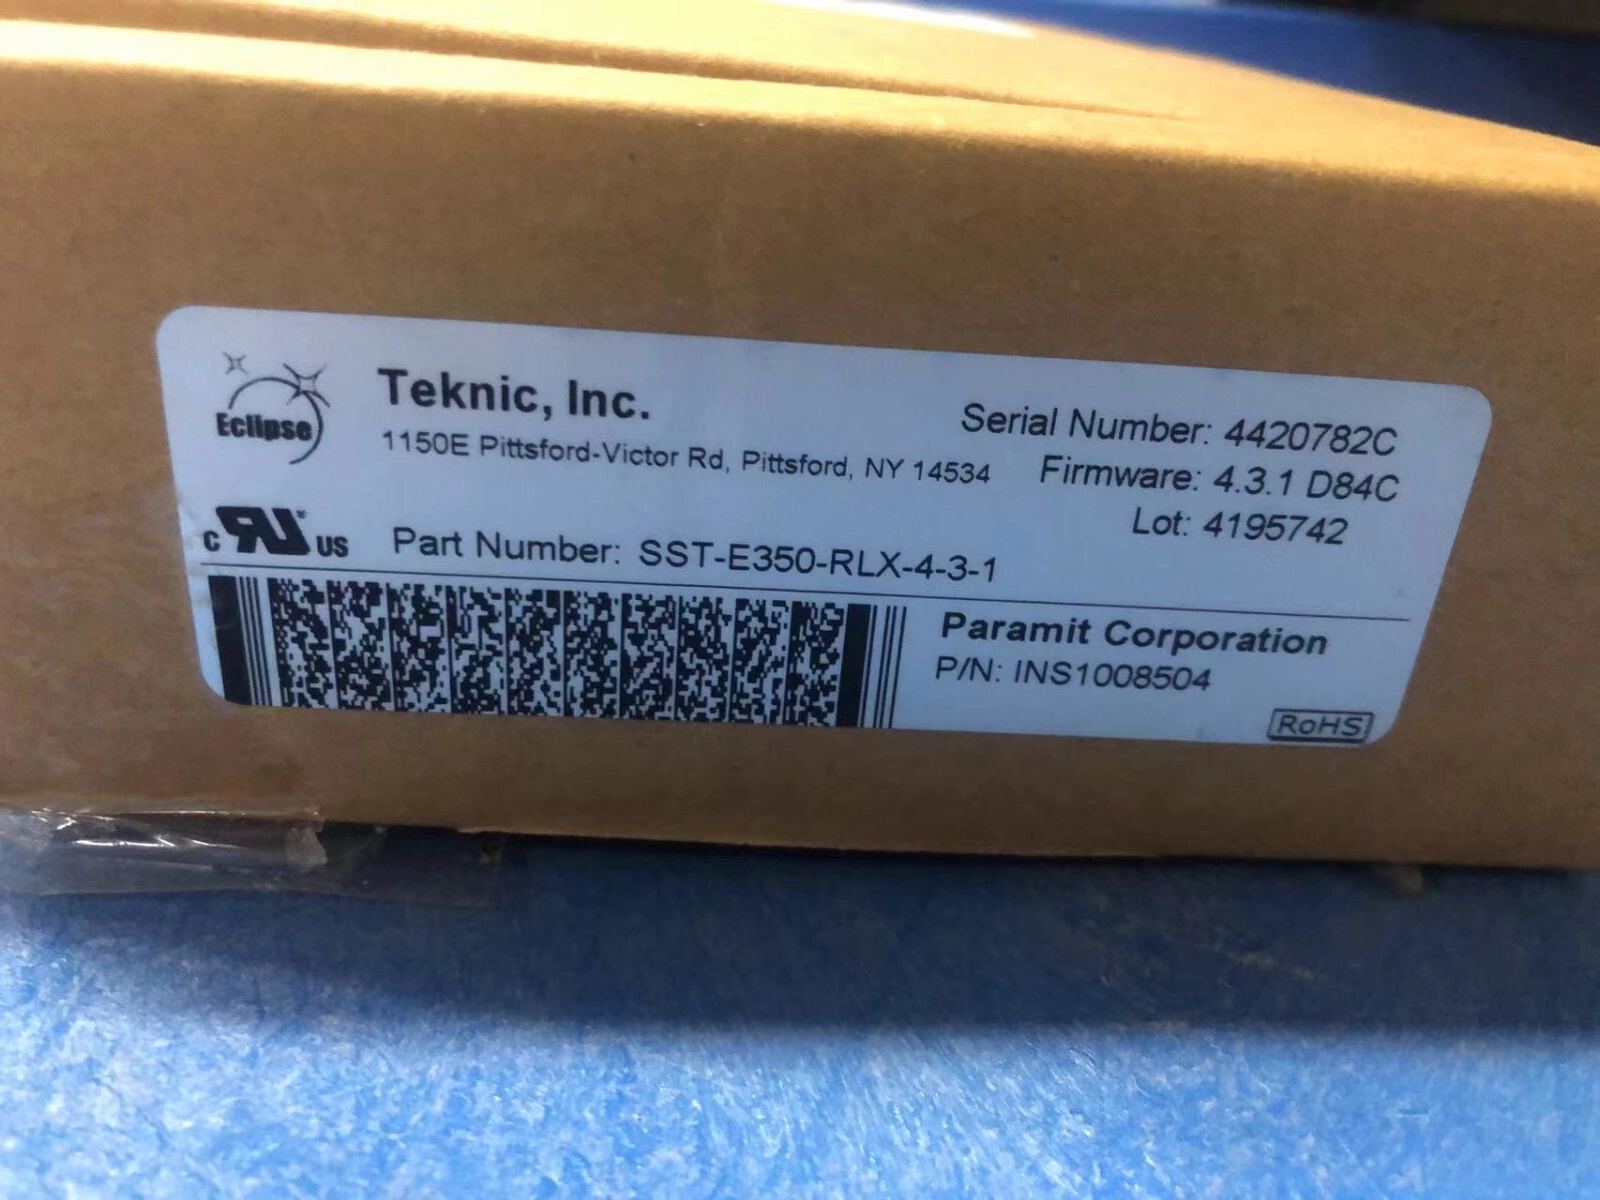 Eclipse
Teknic, Inc.
1150E Pittsford-Victor Rd, Pittsford, NY 14534
Serial Number: 4420782C
Firmware: 4.3.1 D84C
Lot: 4195742
c RU® US
Part Number: SST-E350-RLX-4-3-1
Paramit Corporation
P/N: INS1008504
RoHS